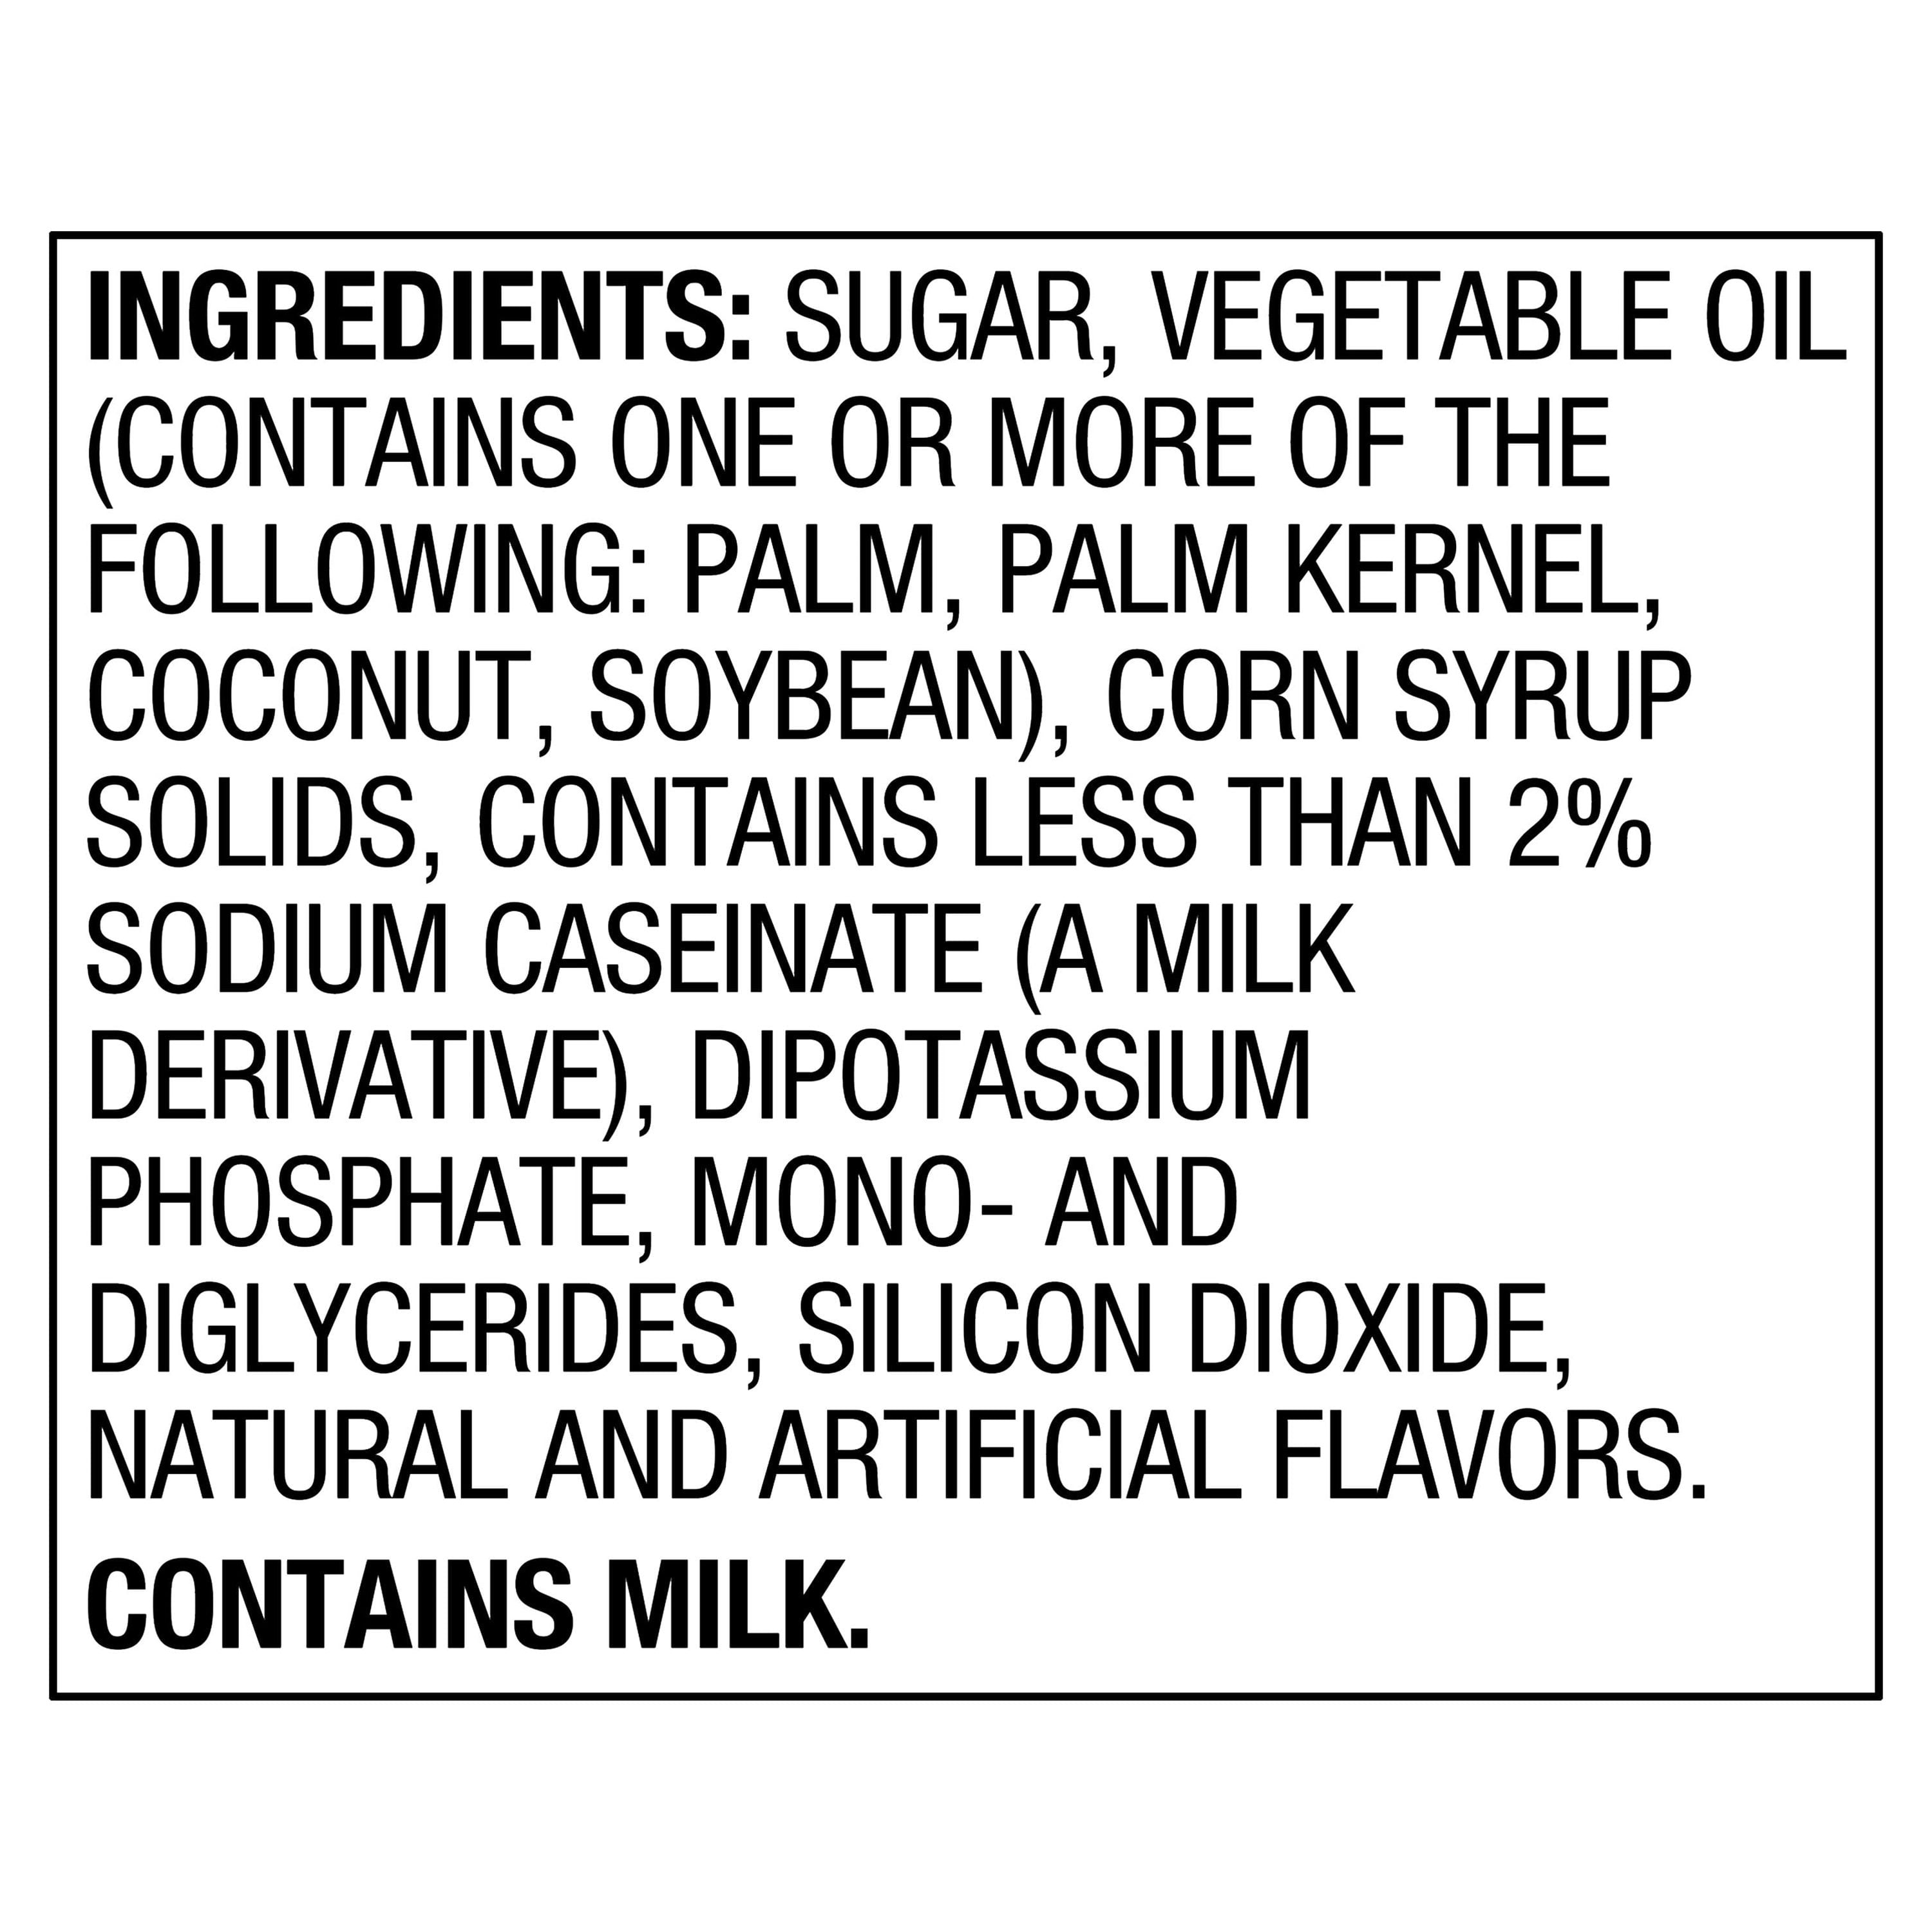 INGREDIENTS: SUGAR, VEGETABLE OIL
(CONTAINS ONE OR MORE OF THE
FOLLOWING: PALM, PALM KERNEL,
COCONUT, SOYBEAN), CORN SYRUP
SOLIDS, CONTAINS LESS THAN 2%
SODIUM CASEINATE (A MILK
DERIVATIVE), DIPOTASSIUM
PHOSPHATE, MONO- AND
DIGLYCERIDES, SILICON DIOXIDE,
NATURAL AND ARTIFICIAL FLAVORS.
CONTAINS MILK.